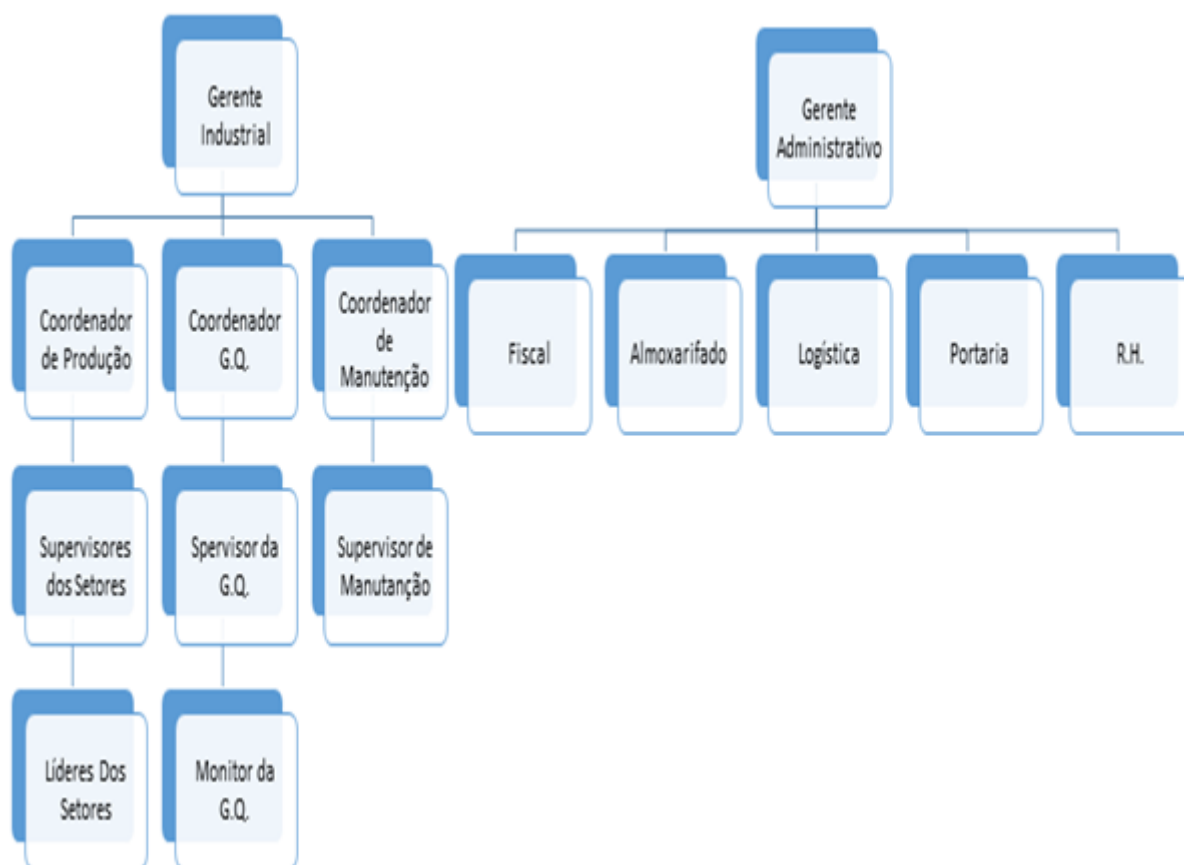 Gerente
Industrial
Gerente
Administrativo
Coordenador
de Produção
Coordenador
G.Q.
Coordenador
de
Manutenção
Fiscal
Almoxarifado
Logística
Portaria
R.H.
Supervisores
dos Setores
Spervisor da
G.Q.
Supervisor de
Manutanção
Líderes Dos
Setores
Monitor da
G.Q.